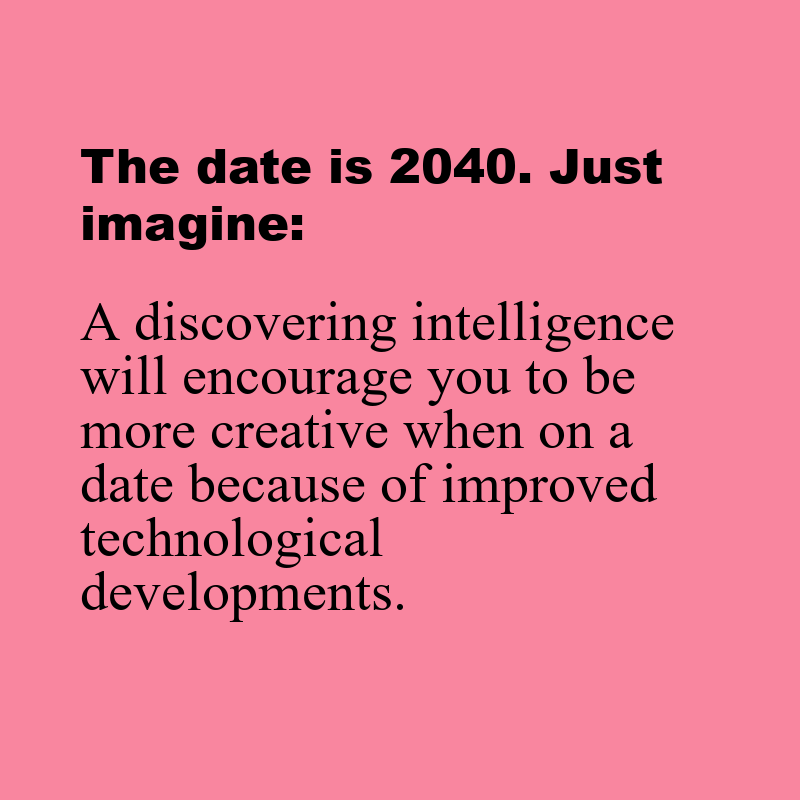 The date is 2040. Just
imagine:
A discovering intelligence
will encourage you to be
more creative when on a
date because of improved
technological
developments.